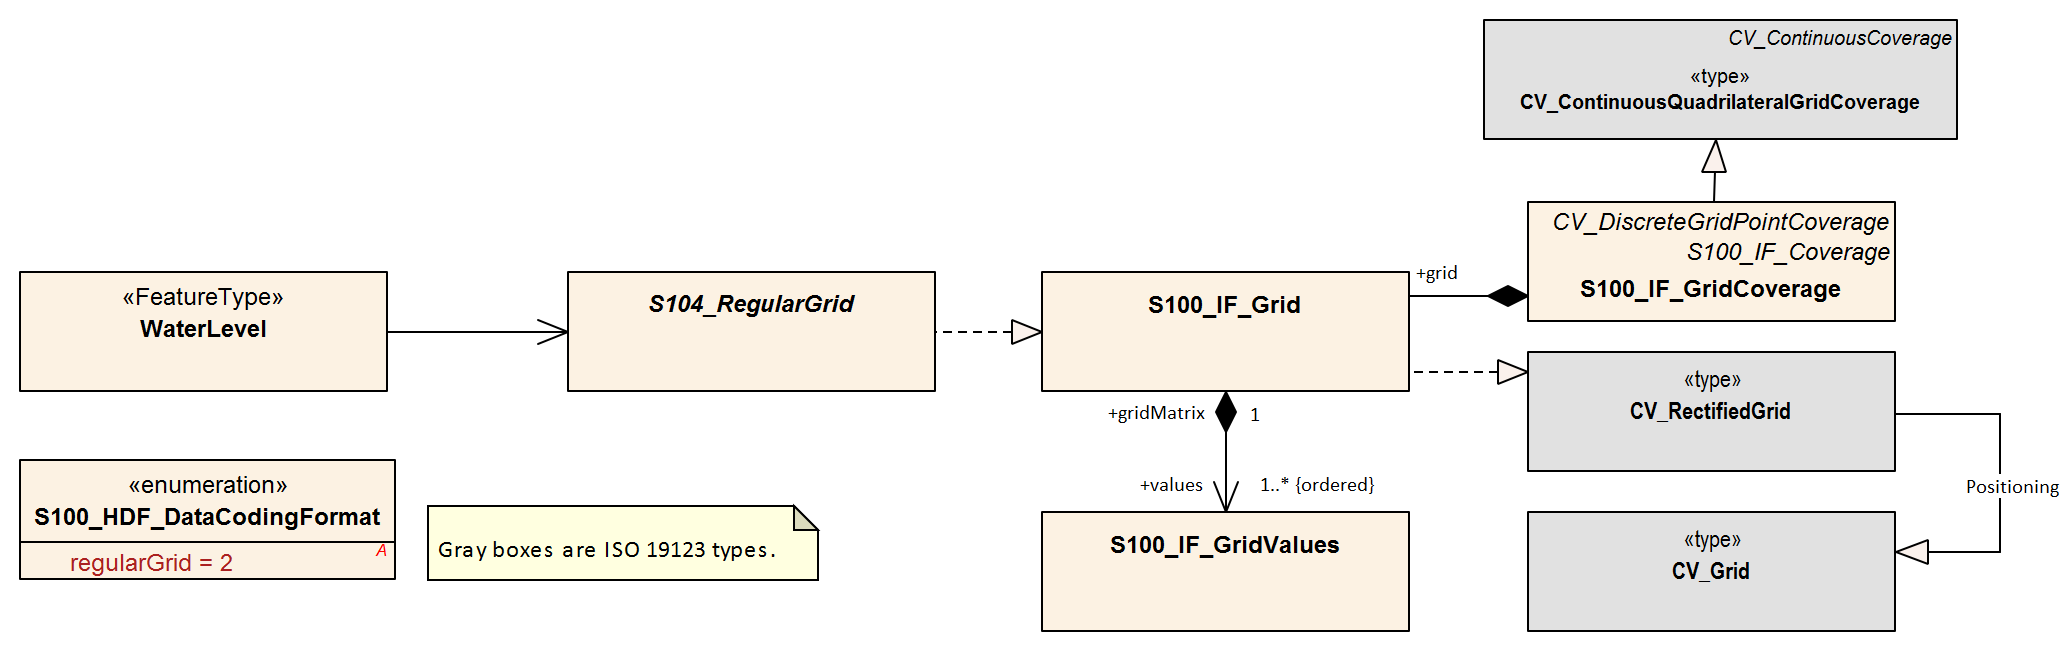 CV_ContinuousCoverage
«type»
CV_ContinuousQuadrilateralGridCoverage
CV_DiscreteGridPointCoverage
S100_IF_Coverage
S100_IF_GridCoverage
«FeatureType»
WaterLevel
S104_RegularGrid
S100_IF_Grid
+grid
«type»
CV_RectifiedGrid
+gridMatrix
1
+values
1..* {ordered}
Positioning
«enumeration»
S100_HDF_DataCodingFormat
regularGrid = 2
A
Gray boxes are ISO 19123 types.
S100_IF_GridValues
«type»
CV_Grid